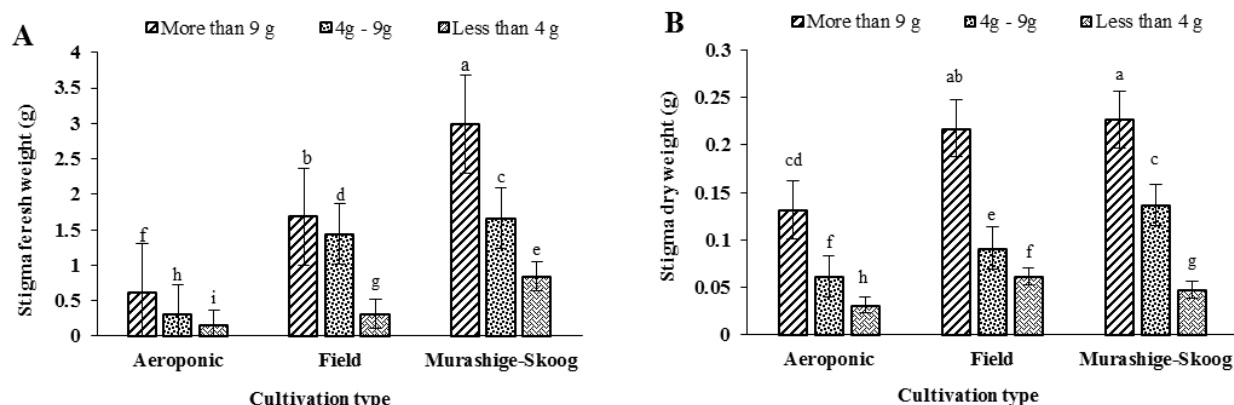 A
More than 9 g 4g - 9g Less than 4 g
Stigma feresh weight (g)
4
3.5
3
2.5
2
1.5
1
0.5
0
f h i b d g a c e
Aeroponic Field Murashige-Skoog
Cultivation type
B
More than 9 g 4g - 9g Less than 4 g
Stigma dry weight (g)
0.3
0.25
0.2
0.15
0.1
0.05
0
cd f h ab e f a c g
Aeroponic Field Murashige-Skoog
Cultivation type